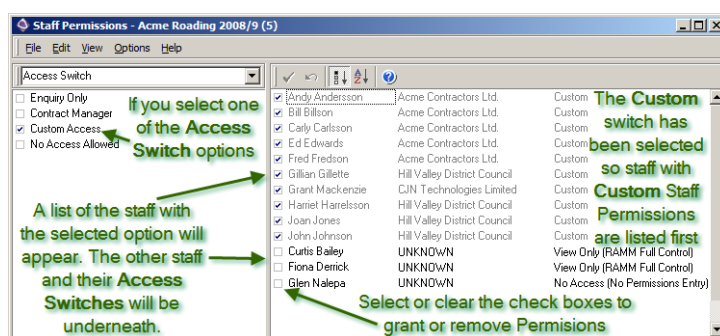 Staff Permissions - Acme Roading 2008/9 (5)
File Edit View Options Help
Access Switch
Enquiry Only
Contract Manager
Custom Access
No Access Allowed
If you select one
of the Access
Switch options
A list of the staff with
the selected option will
appear. The other staff
and their Access
Switches will be
underneath.
Andy Andersson Acme Contractors Ltd. Custom
Bill Billson Acme Contractors Ltd. Custom
Carly Carlsson Acme Contractors Ltd. Custom
Ed Edwards Acme Contractors Ltd. Custom
Fred Fredson Acme Contractors Ltd. Custom
Gillian Gillette Hill Valley District Council Custom
Grant Mackenzie CJN Technologies Limited Custom
Harriet Harrelsson Hill Valley District Council Custom
Joan Jones Hill Valley District Council Custom
John Johnson Hill Valley District Council Custom
Curtis Bailey UNKNOWN View Only (RAMM Full Control)
Fiona Derrick UNKNOWN View Only (RAMM Full Control)
Glen Nalepa UNKNOWN No Access (No Permissions Entry)
The Custom
switch has
been selected
so staff with
Custom Staff
Permissions
are listed first
Select or clear the check boxes to
grant or remove Permisions